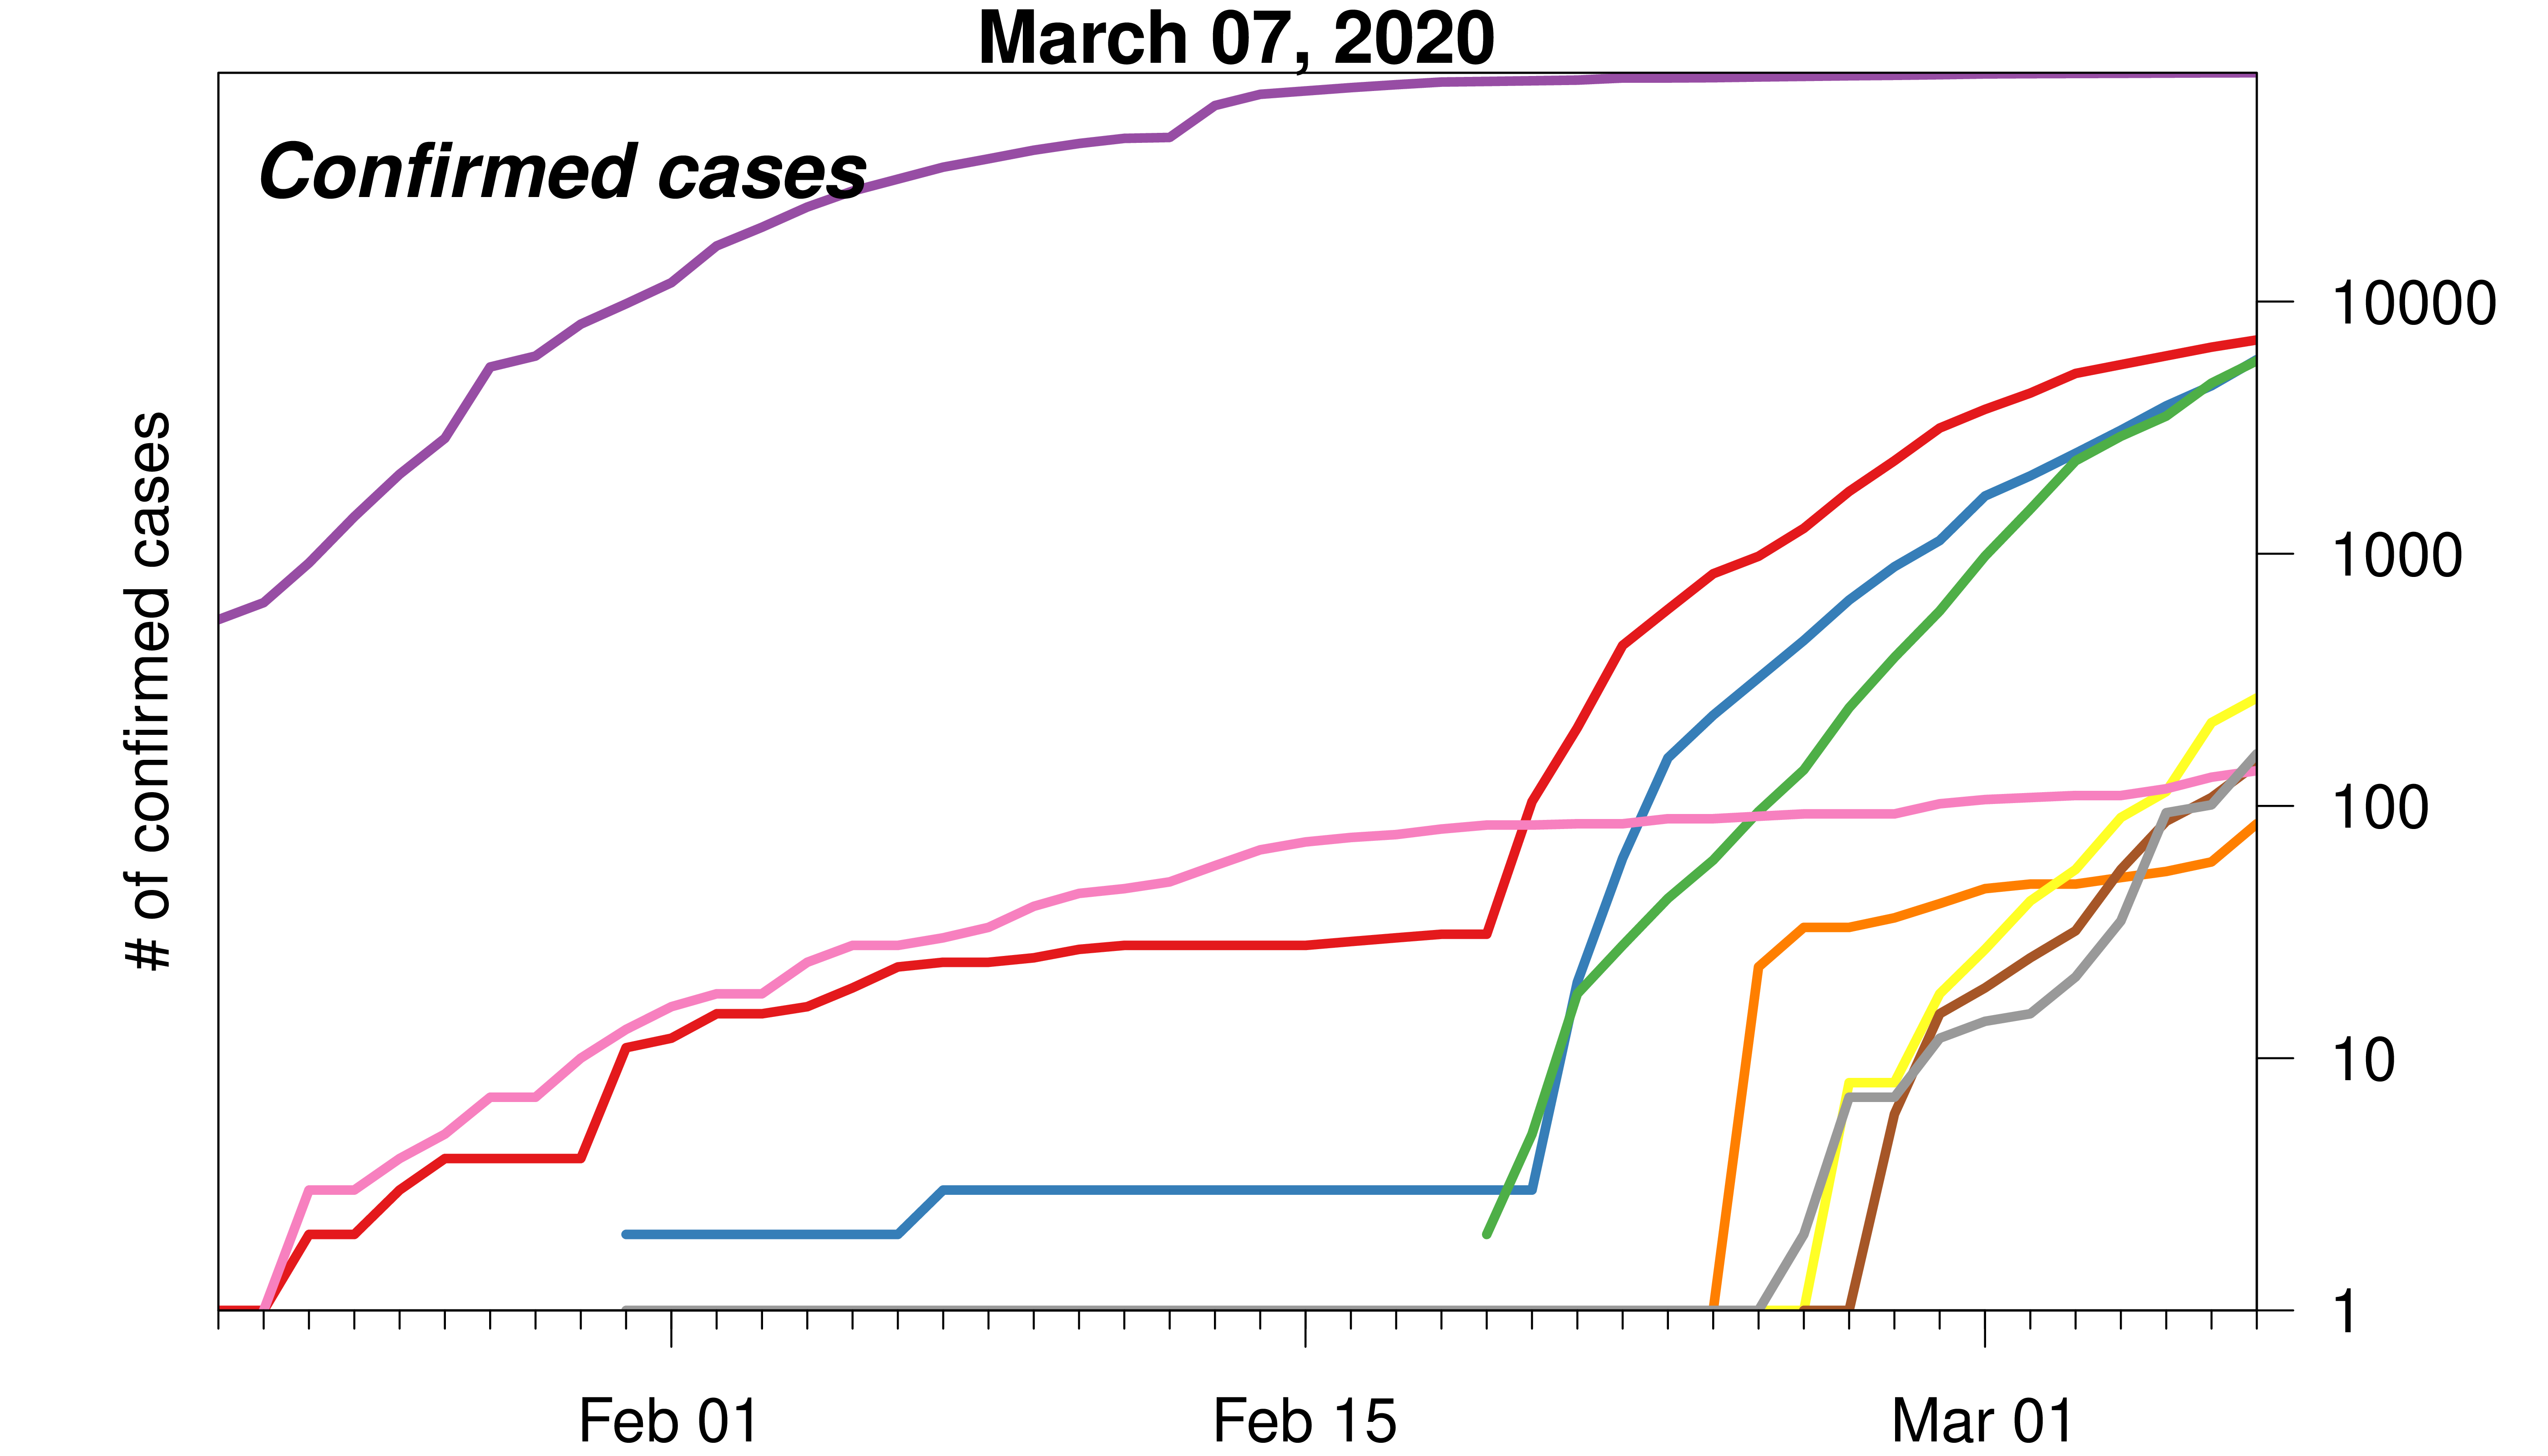 March 07, 2020
Confirmed cases
# of confirmed cases
10000
1000
100
10
1
Feb 01
Feb 15
Mar 01